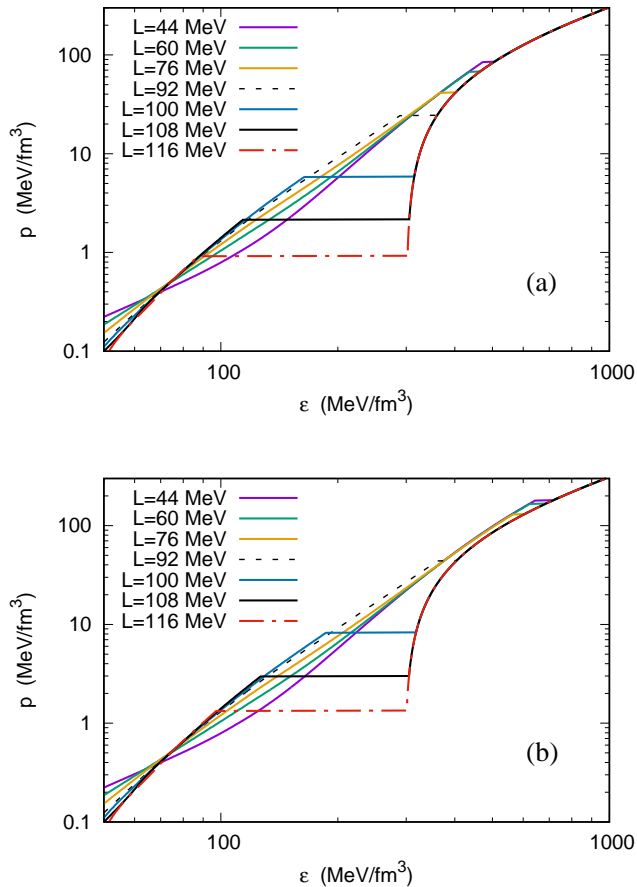 100
10
1
0.1
p (MeV/fm³)
L=44 MeV
L=60 MeV
L=76 MeV
L=92 MeV
L=100 MeV
L=108 MeV
L=116 MeV
(a)
100
1000
ε (MeV/fm³)
100
10
1
0.1
p (MeV/fm³)
L=44 MeV
L=60 MeV
L=76 MeV
L=92 MeV
L=100 MeV
L=108 MeV
L=116 MeV
(b)
100
1000
ε (MeV/fm³)